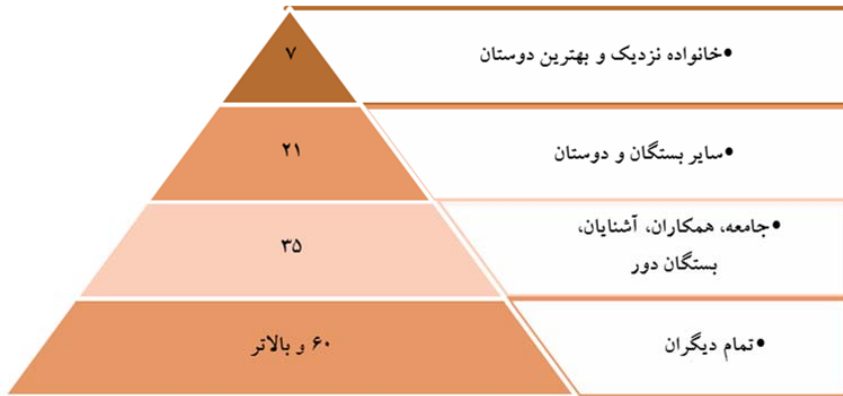 •خانواده نزدیک و بهترین دوستان
۷
•سایر بستگان و دوستان
۲۱
•جامعه، همکاران، آشنایان،
بستگان دور
۳۵
•تمام دیگران
۶۰ و بالاتر